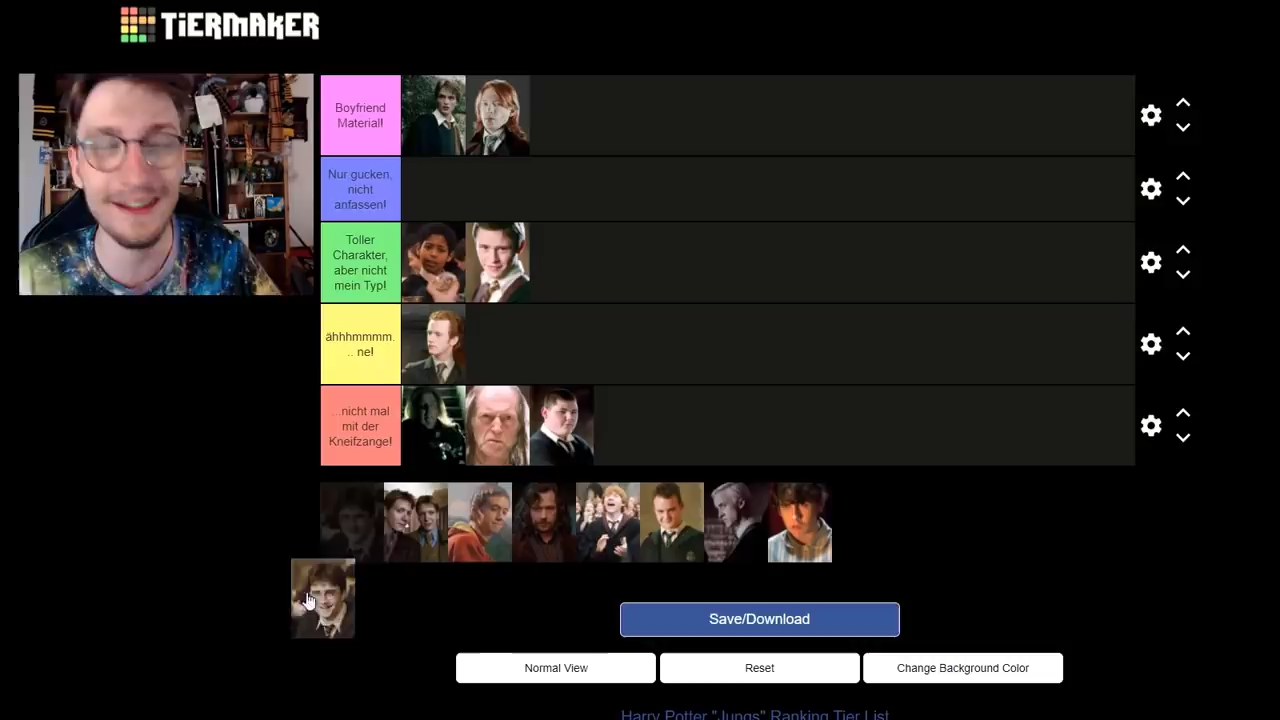 TiERMAKER
Boyfriend
Material!
Nur gucken,
nicht
anfassen!
Toller
Charakter,
aber nicht
mein Typ!
ähhhmmmm.
.. ne!
...nicht mal
mit der
Kneifzange!
Save/Download
Normal View
Reset
Change Background Color
Harry Potter "Jungs" Ranking Tier List